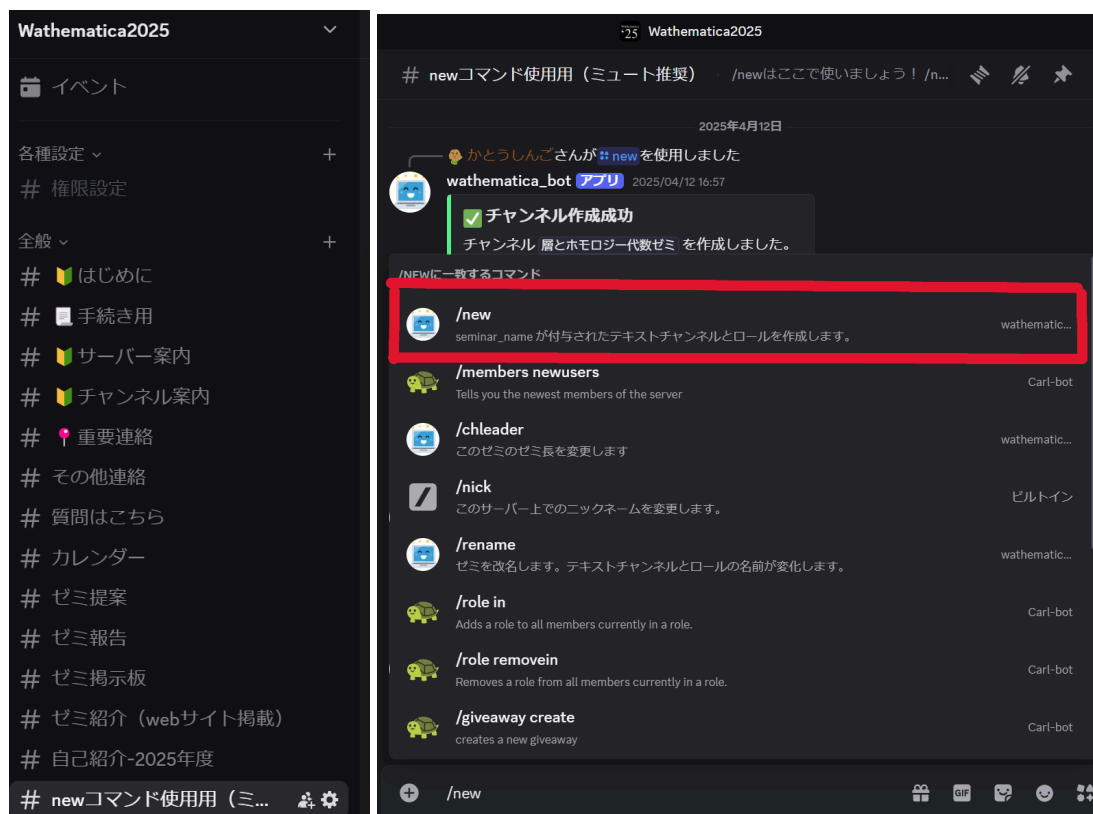 Wathematica2025
イベント
各種設定
# 権限設定
全般
# 🔰はじめに
# 📃手続き用
# 🔰サーバー案内
# 🔰チャンネル案内
# 📍重要連絡
# その他連絡
# 質問はこちら
# カレンダー
# ゼミ提案
# ゼミ報告
# ゼミ掲示板
# ゼミ紹介（webサイト掲載）
# 自己紹介-2025年度
# newコマンド使用用（ミ...
Wathematica2025
# newコマンド使用用（ミュート推奨） /newはここで使いましょう！ /n...
2025年4月12日
かとうしんごさんが new を使用しました
wathematica_bot アプリ 2025/04/12 16:57
✅ チャンネル作成成功
チャンネル 層とホモロジー代数ゼミ を作成しました。
/NEWに一致するコマンド
/new
seminar_name が付与されたテキストチャンネルとロールを作成します。
wathematic...
/members newusers
Tells you the newest members of the server
Carl-bot
/chleader
このゼミのゼミ長を変更します
wathematic...
/nick
このサーバー上でのニックネームを変更します。
ビルトイン
/rename
ゼミを改名します。テキストチャンネルとロールの名前が変化します。
wathematic...
/role in
Adds a role to all members currently in a role.
Carl-bot
/role removein
Removes a role from all members currently in a role.
Carl-bot
/giveaway create
creates a new giveaway
Carl-bot
/new
GIF